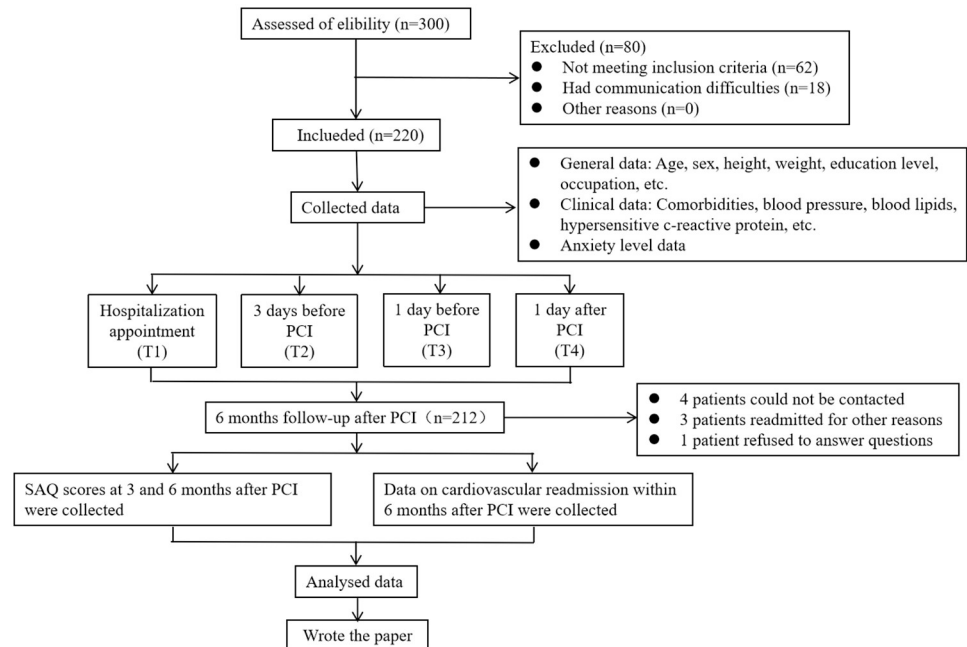 Assessed of elibility (n=300)
Excluded (n=80)
● Not meeting inclusion criteria (n=62)
● Had communication difficulties (n=18)
● Other reasons (n=0)
Inclueded (n=220)
● General data: Age, sex, height, weight, education level,
occupation, etc.
● Clinical data: Comorbidities, blood pressure, blood lipids,
hypersensitive c-reactive protein, etc.
● Anxiety level data
Collected data
Hospitalization
appointment
(T1)
3 days before
PCI
(T2)
1 day before
PCI
(T3)
1 day after
PCI
(T4)
6 months follow-up after PCI（n=212）
● 4 patients could not be contacted
● 3 patients readmitted for other reasons
● 1 patient refused to answer questions
SAQ scores at 3 and 6 months after PCI
were collected
Data on cardiovascular readmission within
6 months after PCI were collected
Analysed data
Wrote the paper